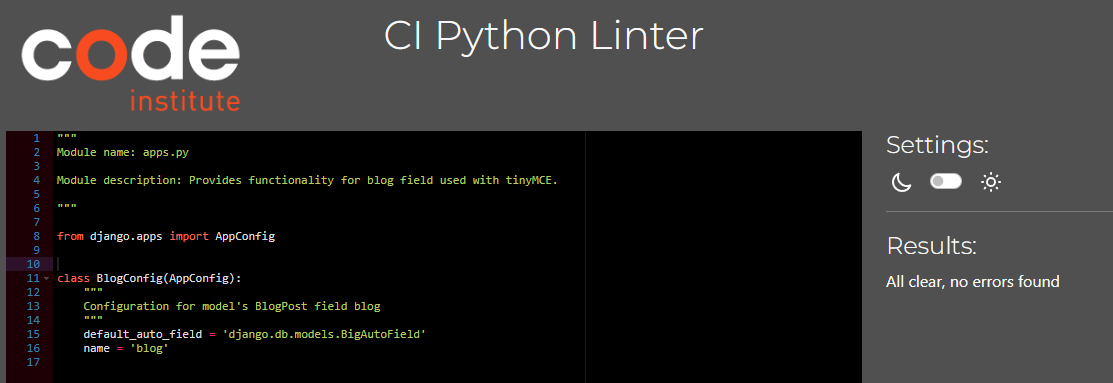 code
institute
CI Python Linter
1 """
2 Module name: apps.py
3
4 Module description: Provides functionality for blog field used with tinyMCE.
5
6 """
7
8 from django.apps import AppConfig
9
10
11 class BlogConfig(AppConfig):
12     """
13     Configuration for model's BlogPost field blog
14     """
15     default_auto_field = 'django.db.models.BigAutoField'
16     name = 'blog'
17
Settings:
Results:
All clear, no errors found